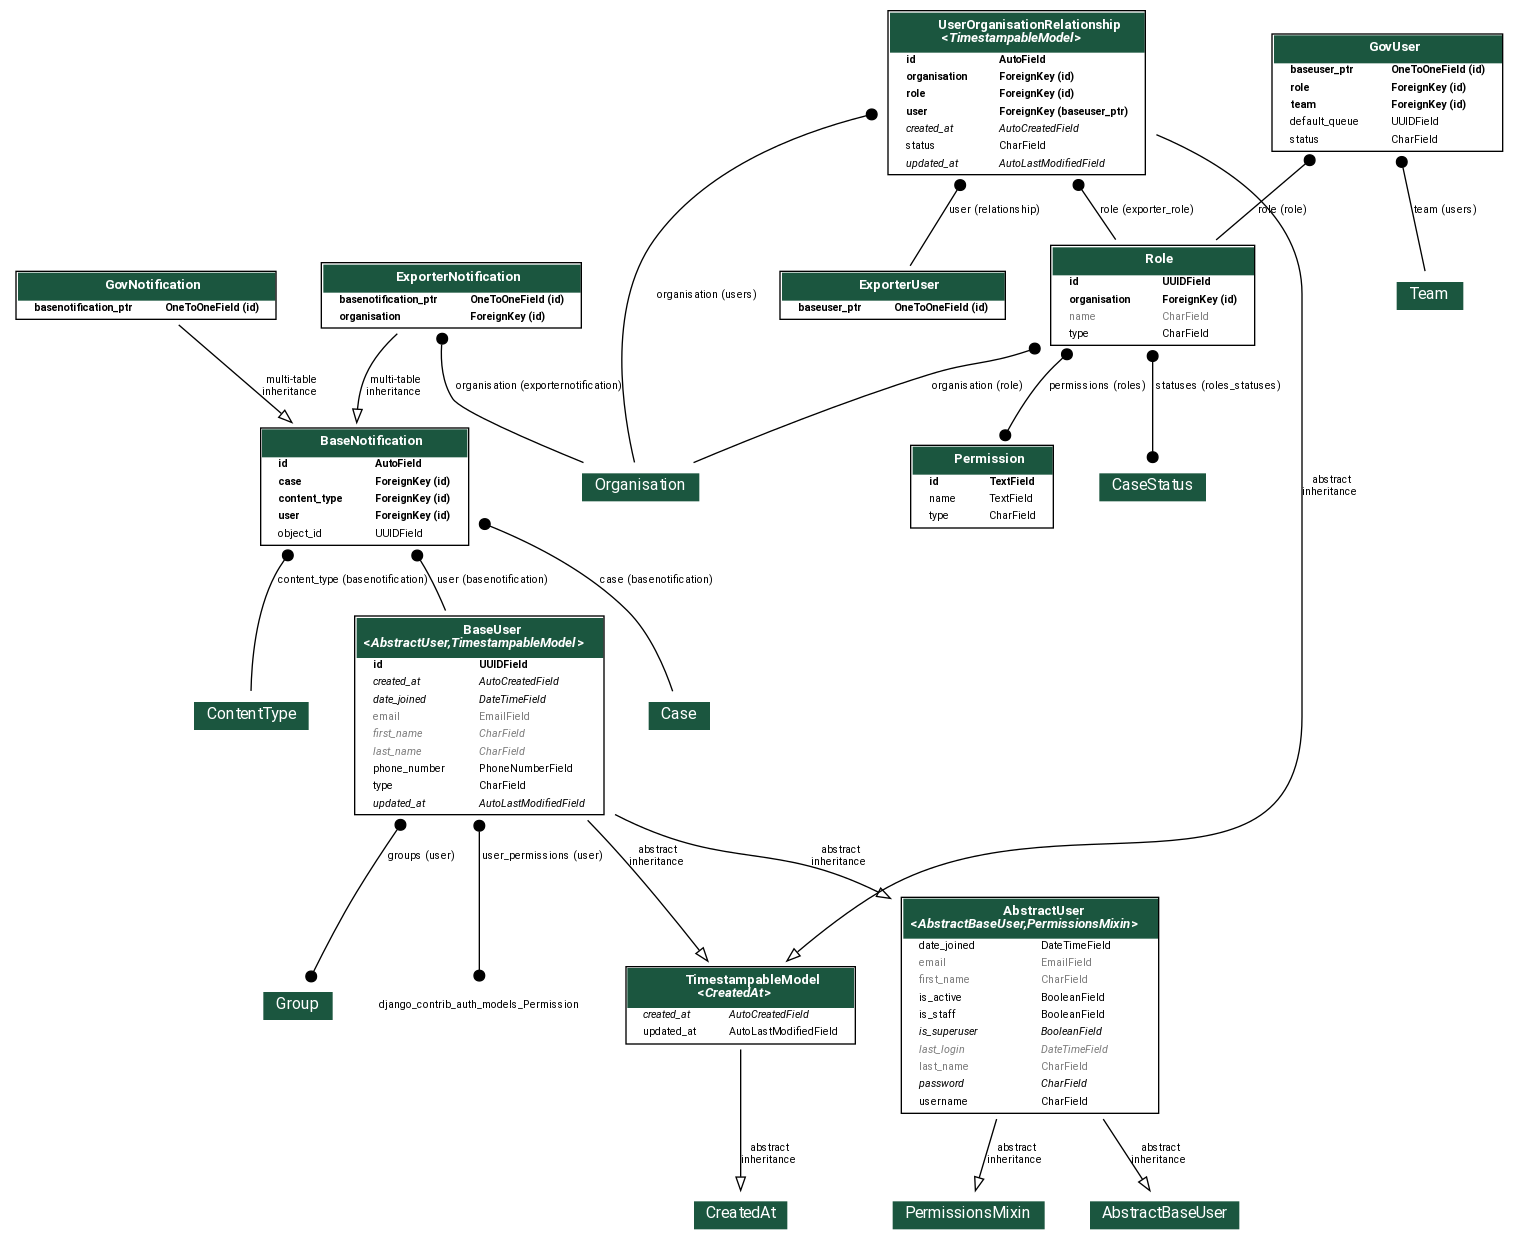 UserOrganisationRelationship
<TimestampableModel>
id AutoField
organisation ForeignKey (id)
role ForeignKey (id)
user ForeignKey (baseuser_ptr)
created_at AutoCreatedField
status CharField
updated_at AutoLastModifiedField
GovUser
baseuser_ptr OneToOneField (id)
role ForeignKey (id)
team ForeignKey (id)
default_queue UUIDField
status CharField
user (relationship)
role (exporter_role)
role (role)
team (users)
GovNotification
basenotification_ptr OneToOneField (id)
ExporterNotification
basenotification_ptr OneToOneField (id)
organisation ForeignKey (id)
organisation (users)
ExporterUser
baseuser_ptr OneToOneField (id)
Role
id UUIDField
organisation ForeignKey (id)
name CharField
type CharField
Team
multi-table
inheritance
multi-table
inheritance
organisation (exporternotification)
organisation (role)
permissions (roles)
statuses (roles_statuses)
BaseNotification
id AutoField
case ForeignKey (id)
content_type ForeignKey (id)
user ForeignKey (id)
object_id UUIDField
Organisation
Permission
id TextField
name TextField
type CharField
CaseStatus
abstract
inheritance
content_type (basenotification)
user (basenotification)
case (basenotification)
BaseUser
<AbstractUser,TimestampableModel>
id UUIDField
created_at AutoCreatedField
date_joined DateTimeField
email EmailField
first_name CharField
last_name CharField
phone_number PhoneNumberField
type CharField
updated_at AutoLastModifiedField
ContentType
Case
groups (user)
user_permissions (user)
abstract
inheritance
abstract
inheritance
AbstractUser
<AbstractBaseUser,PermissionsMixin>
date_joined DateTimeField
email EmailField
first_name CharField
is_active BooleanField
is_staff BooleanField
is_superuser BooleanField
last_login DateTimeField
last_name CharField
password CharField
username CharField
Group
django_contrib_auth_models_Permission
TimestampableModel
<CreatedAt>
created_at AutoCreatedField
updated_at AutoLastModifiedField
abstract
inheritance
abstract
inheritance
abstract
inheritance
CreatedAt
PermissionsMixin
AbstractBaseUser